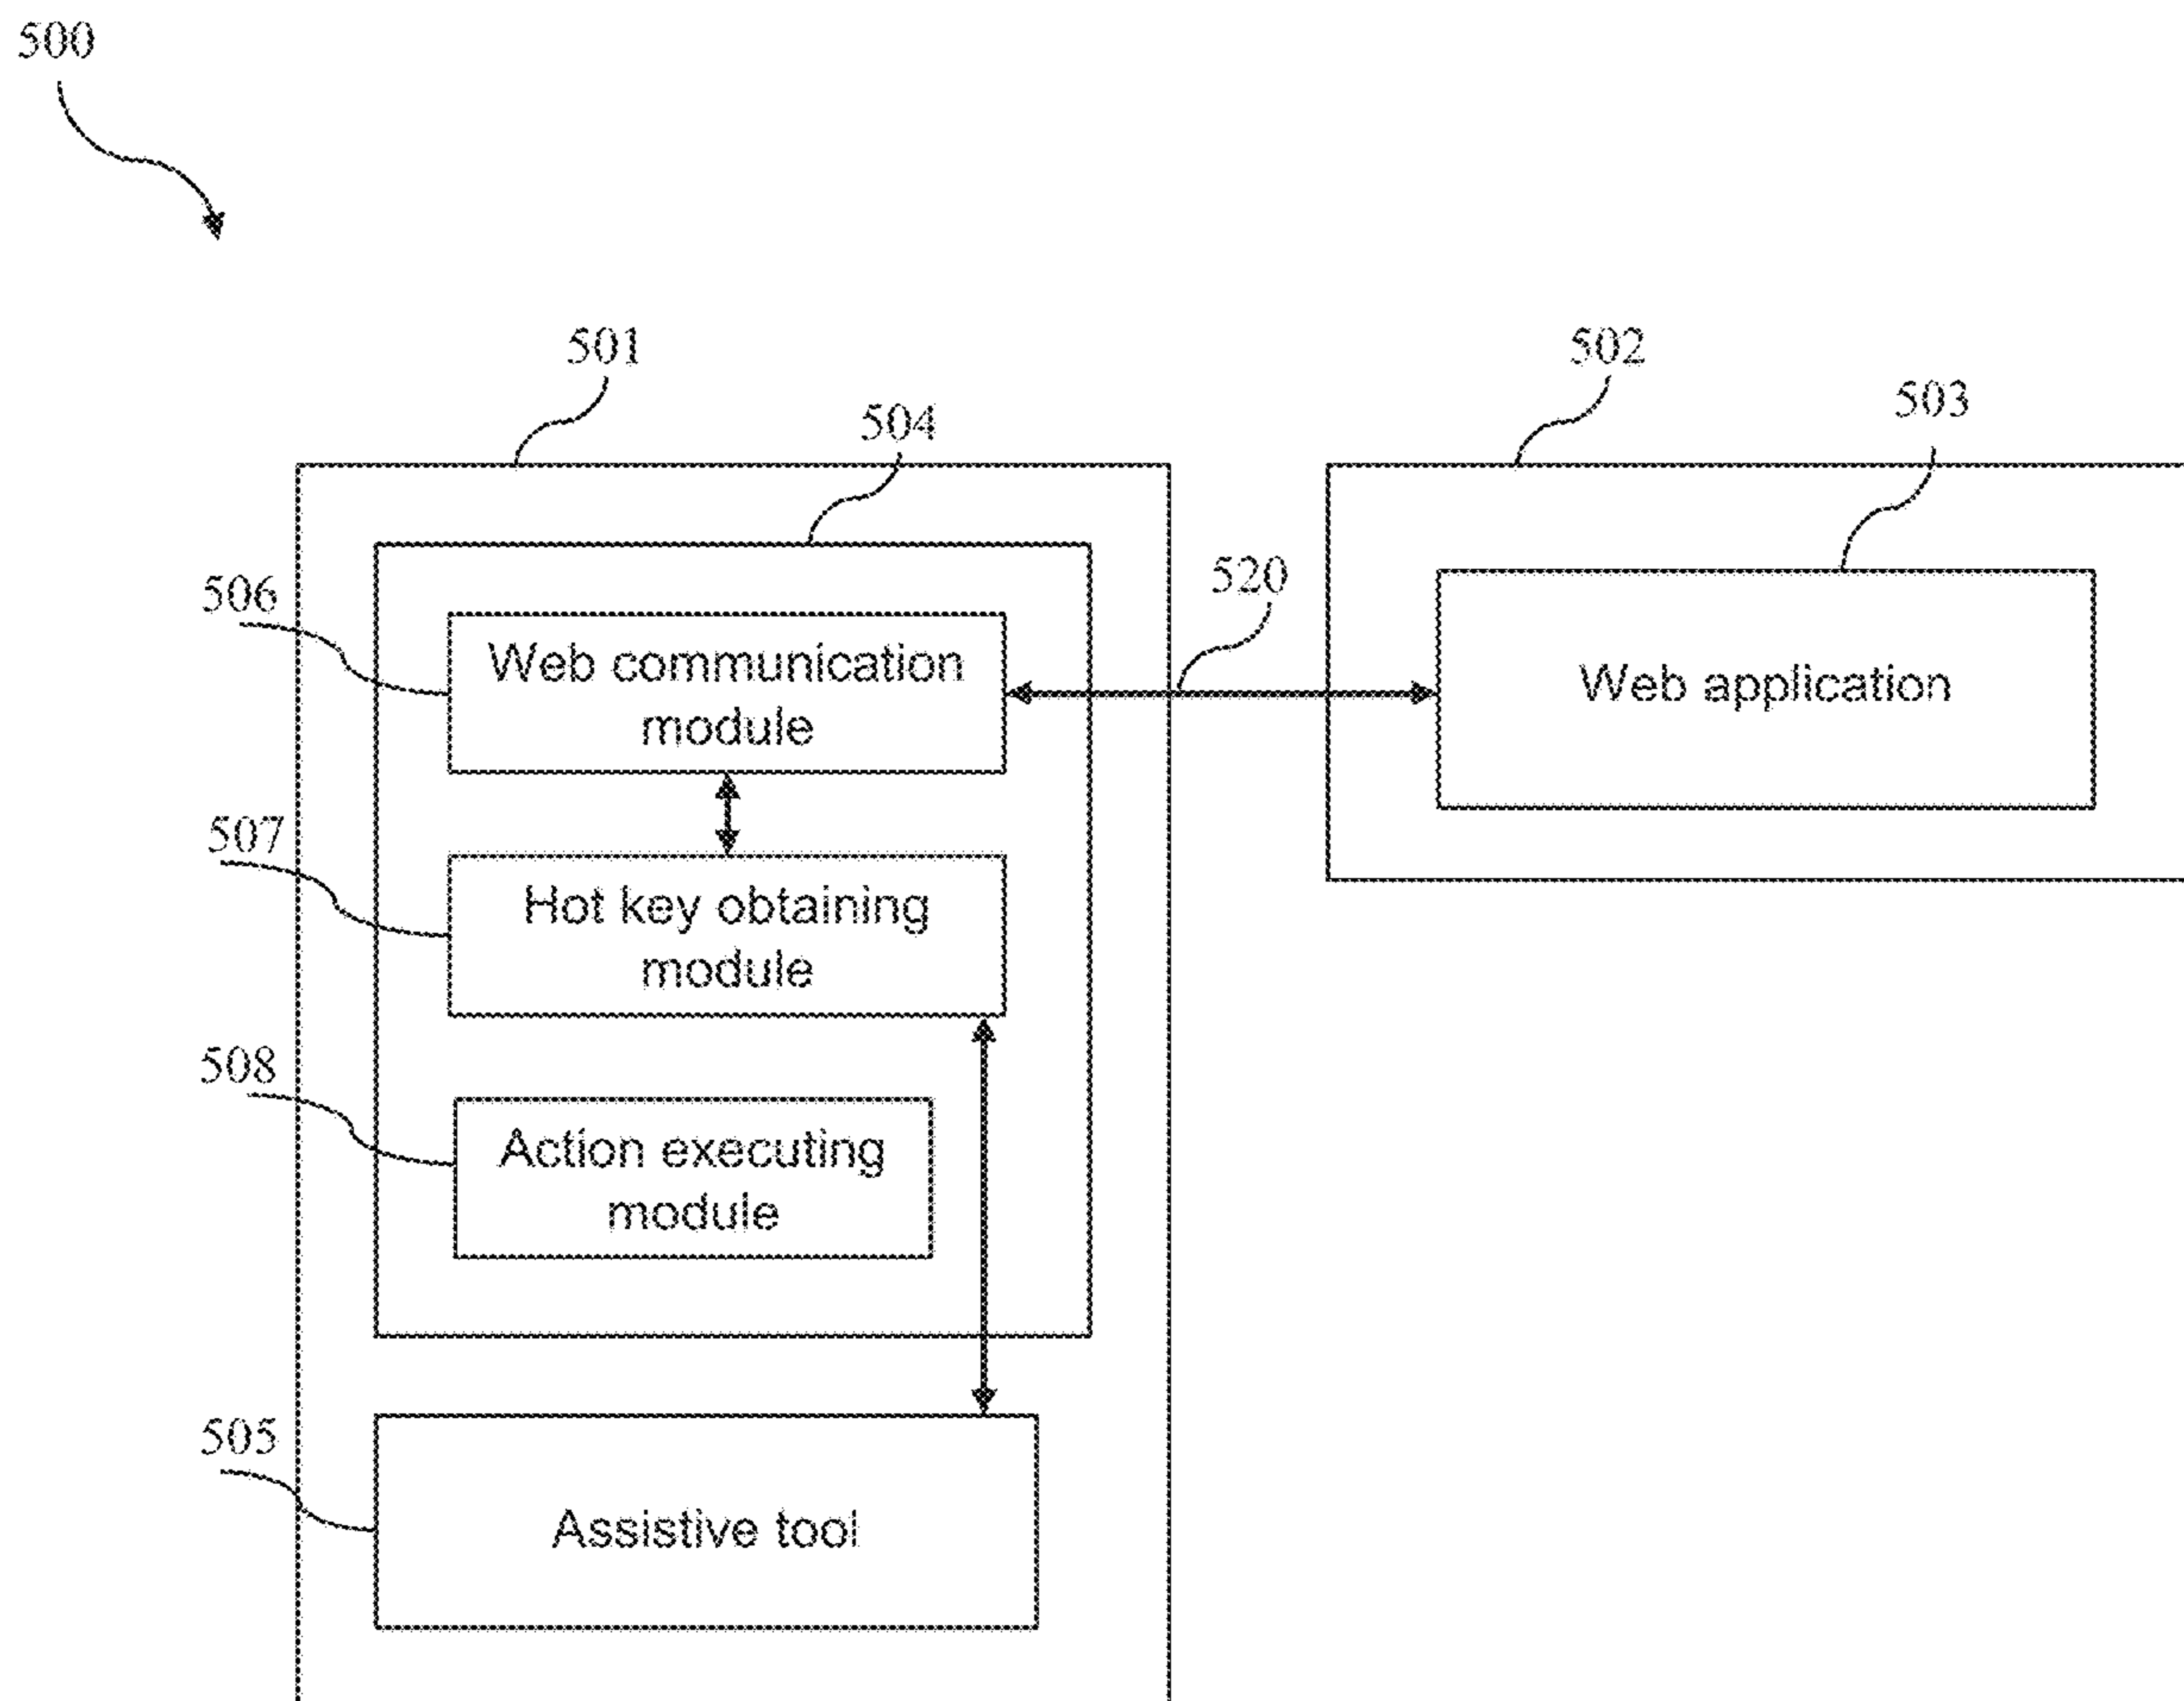 500
501
502
504
503
506
520
Web communication
module
Web application
507
Hot key obtaining
module
508
Action executing
module
505
Assistive tool